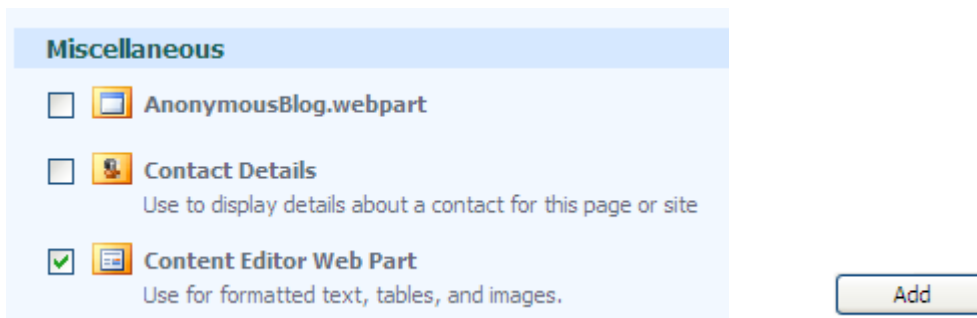 Miscellaneous
AnonymousBlog.webpart
Contact Details
Use to display details about a contact for this page or site
Content Editor Web Part
Use for formatted text, tables, and images.
Add